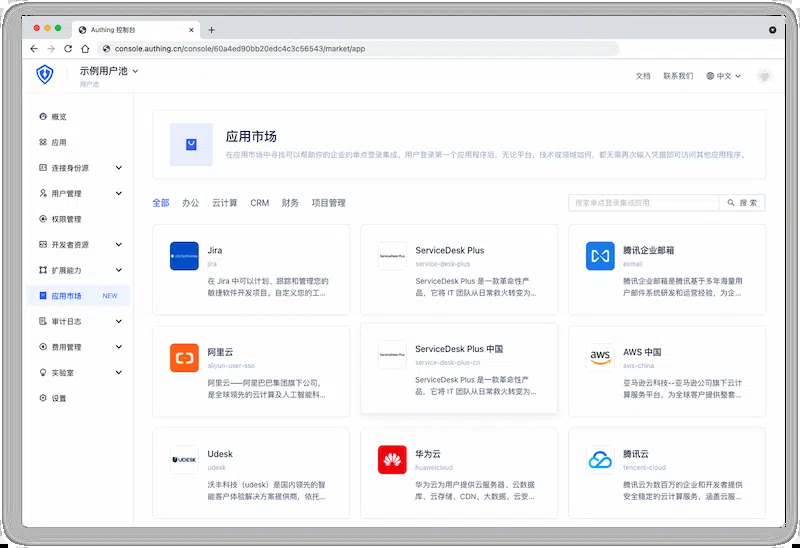 Authing 控制台
console.authing.cn/console/60a4ed90bb20edc4c3c56543/market/app
示例用户池
用户池
文档 联系我们 中文
概览
应用
连接身份源
用户管理
权限管理
开发者资源
扩展能力
应用市场 NEW
审计日志
费用管理
实验室
设置
应用市场
在应用市场中寻找可以帮助你的企业的单点登录集成。用户登录第一个应用程序后，无论平台、技术或领域如何，都无需再次输入凭据即可访问其他应用程序。
全部 办公 云计算 CRM 财务 项目管理
搜索单点登录集成应用 搜 索
Jira
jira
在 Jira 中可以计划、跟踪和管理您的
敏捷软件开发项目。自定义您的工...
ServiceDesk Plus
ServiceDesk Plus
service-desk-plus
ServiceDesk Plus 是一款革命性产
品，它将 IT 团队从日常救火转变为...
腾讯企业邮箱
exmail
腾讯企业邮箱是腾讯基于多年海量用
户邮件系统研发和运营经验，为企...
阿里云
aliyun-user-sso
阿里云——阿里巴巴集团旗下公司，
是全球领先的云计算及人工智能科...
ServiceDesk Plus
ServiceDesk Plus 中国
service-desk-plus-cn
ServiceDesk Plus 是一款革命性产
品，它将 IT 团队从日常救火转变为...
aws
AWS 中国
aws-china
亚马逊云科技--亚马逊公司旗下云计
算服务平台，为全球客户提供整套...
UDESK
Udesk
udesk
沃丰科技（udesk）是国内领先的智
能客户体验解决方案提供商，依托...
华为云
huaweicloud
华为云为用户提供云服务器、云数据
库、云存储、CDN、大数据、云安...
腾讯云
tencent-cloud
腾讯云为数百万的企业和开发者提供
安全稳定的云计算服务，涵盖云服...